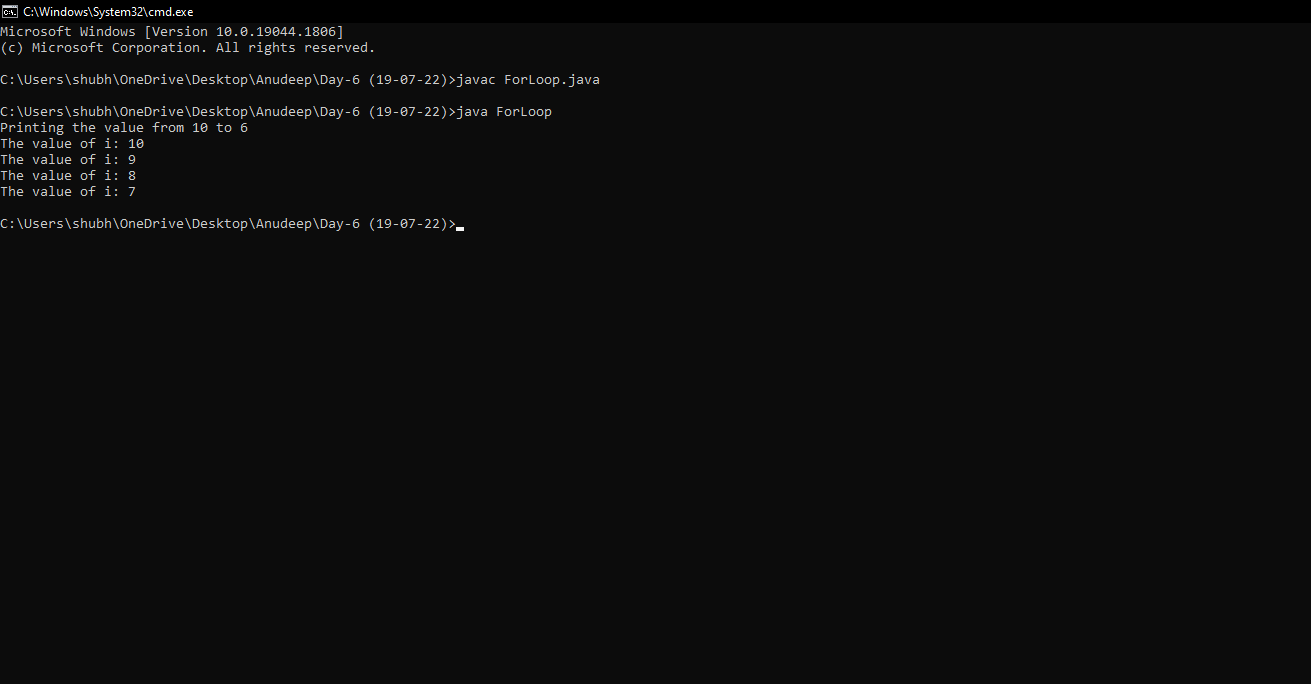 C:\Windows\System32\cmd.exe
Microsoft Windows [Version 10.0.19044.1806]
(c) Microsoft Corporation. All rights reserved.
C:\Users\shubh\OneDrive\Desktop\Anudeep\Day-6 (19-07-22)>javac ForLoop.java
C:\Users\shubh\OneDrive\Desktop\Anudeep\Day-6 (19-07-22)>java ForLoop
Printing the value from 10 to 6
The value of i: 10
The value of i: 9
The value of i: 8
The value of i: 7
C:\Users\shubh\OneDrive\Desktop\Anudeep\Day-6 (19-07-22)>